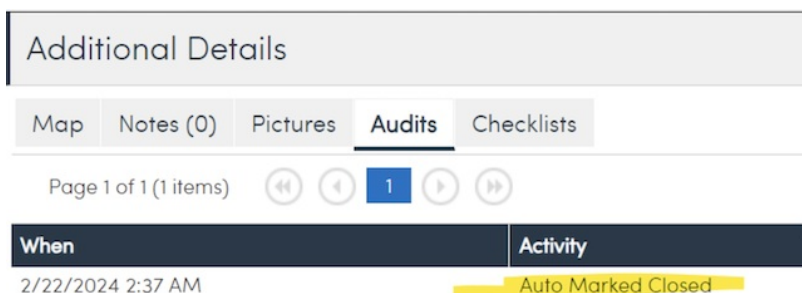 Additional Details
Map Notes (0) Pictures Audits Checklists
Page 1 of 1 (1 items) 1
When Activity
2/22/2024 2:37 AM Auto Marked Closed